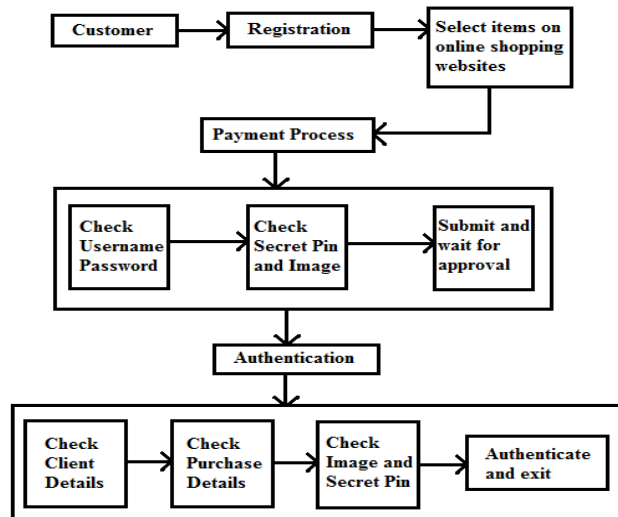 Customer
Registration
Select items on
online shopping
websites
Payment Process
Check
Username
Password
Check
Secret Pin
and Image
Submit and
wait for
approval
Authentication
Check
Client
Details
Check
Purchase
Details
Check
Image and
Secret Pin
Authenticate
and exit